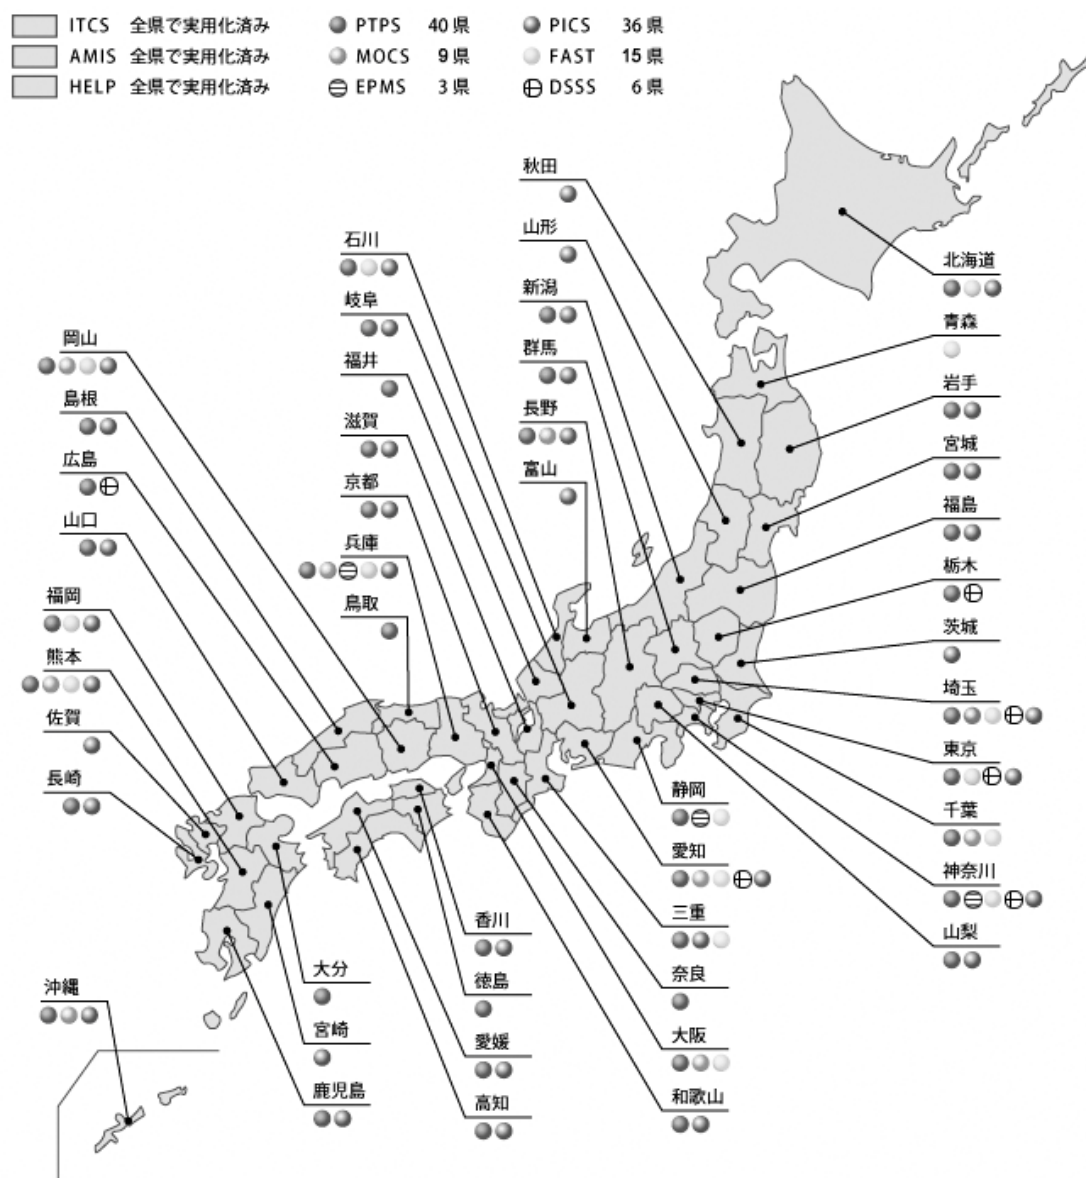 ITCS 全県で実用化済み PTPS 40県 PICS 36県
AMIS 全県で実用化済み MOCS 9県 FAST 15県
HELP 全県で実用化済み EPMS 3県 DSSS 6県
秋田
山形
新潟
群馬
長野
富山
石川
岐阜
福井
滋賀
京都
兵庫
鳥取
岡山
島根
広島
山口
福岡
熊本
佐賀
長崎
沖縄
北海道
青森
岩手
宮城
福島
栃木
茨城
埼玉
東京
千葉
神奈川
山梨
静岡
愛知
三重
奈良
大阪
和歌山
香川
徳島
愛媛
高知
大分
宮崎
鹿児島